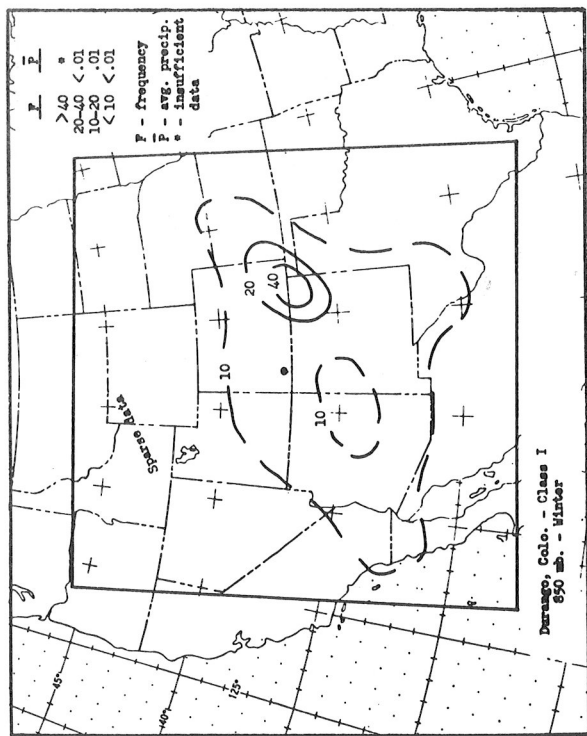 F P̅
>40 *
20-40 <.01
10-20 .01
<10 <.01
F - frequency
P̅ - avg. precip.
* - insufficient
data
Sparse data
10
20
40
10
45°
40°
125°
Durango, Colo. - Class I
850 mb. - Winter